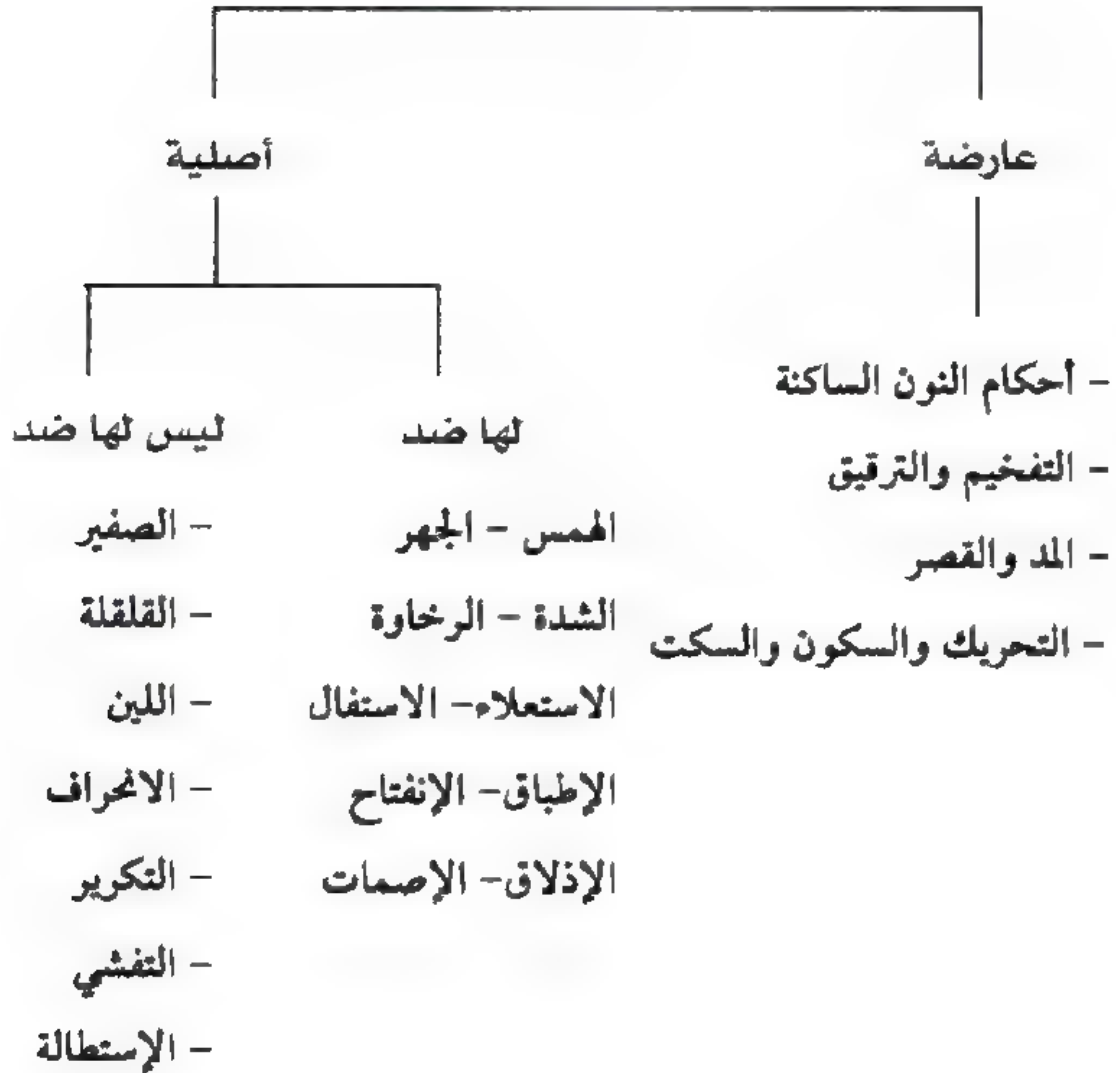 عارضة
- أحكام النون الساكنة
- التفخيم والترقيق
- المد والقصر
- التحريك والسكون والسكت
أصلية
لها ضد
الهمس - الجهر
الشدة - الرخاوة
الاستعلاء- الاستفال
الإطباق- الإنفتاح
الإذلاق- الإصمات
ليس لها ضد
- الصفير
- القلقلة
- اللين
- الانحراف
- التكرير
- التفشي
- الإستطالة